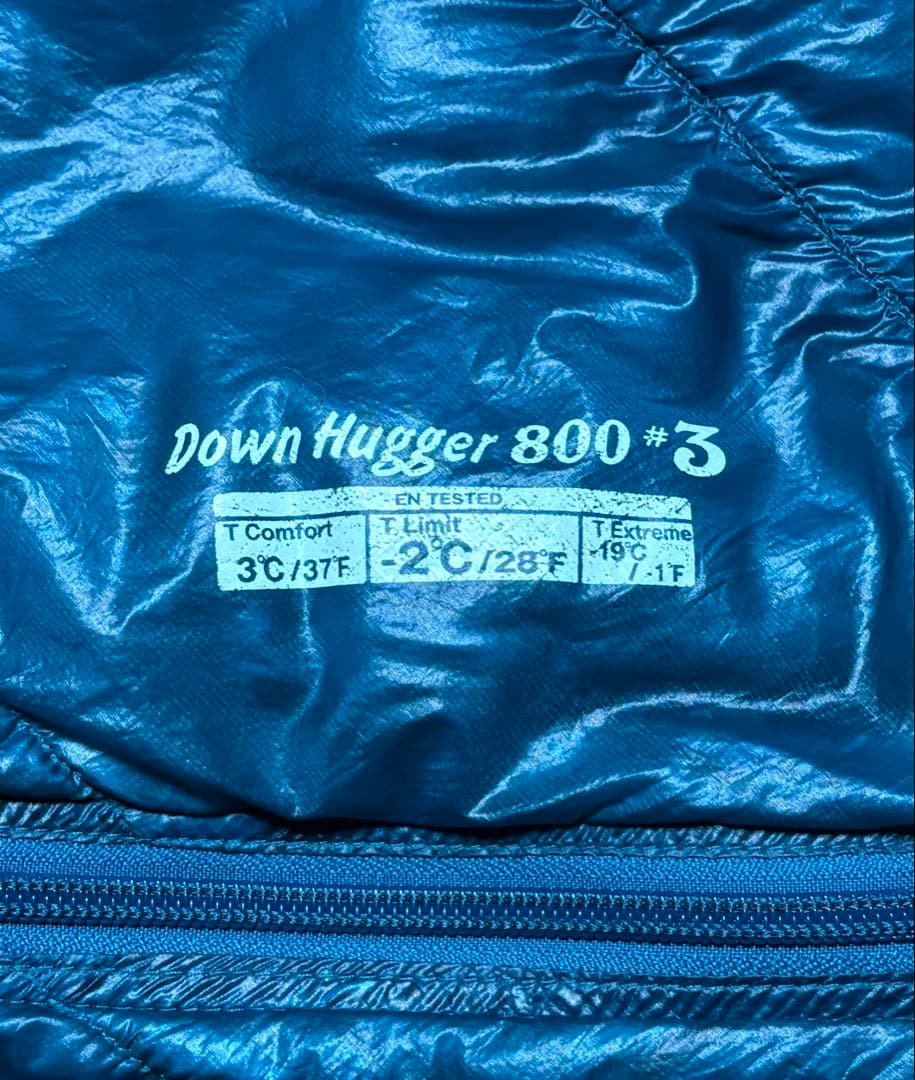 Down Hugger 800 #3
EN TESTED
T Comfort T Limit T Extreme
3°C/37°F -2°C/28°F -19°C/-1°F